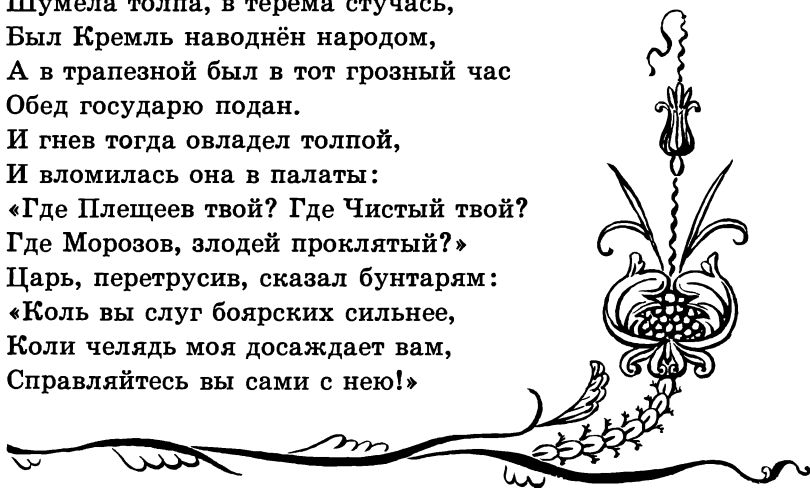 Шумела толпа, в терема стучась,
Был Кремль наводнён народом,
А в трапезной был в тот грозный час
Обед государю подан.
И гнев тогда овладел толпой,
И вломилась она в палаты:
«Где Плещеев твой? Где Чистый твой?
Где Морозов, злодей проклятый?»
Царь, перетрусив, сказал бунтарям:
«Коль вы слуг боярских сильнее,
Коли челядь моя досаждает вам,
Справляйтесь вы сами с нею!»